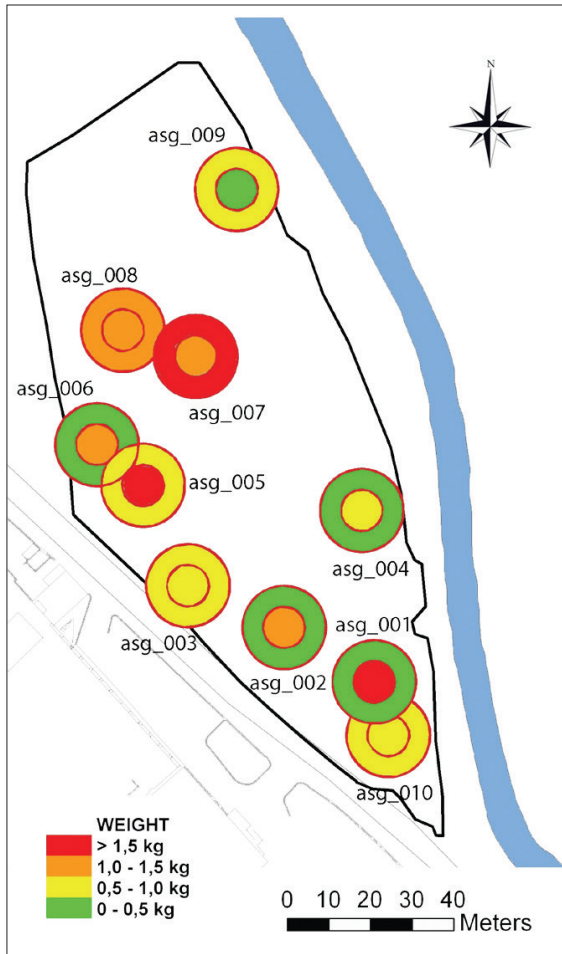 N
asg_009
asg_008
asg_007
asg_006
asg_005
asg_004
asg_003
asg_001
asg_002
asg_010
WEIGHT
> 1,5 kg
1,0 - 1,5 kg
0,5 - 1,0 kg
0 - 0,5 kg
0 10 20 30 40
Meters